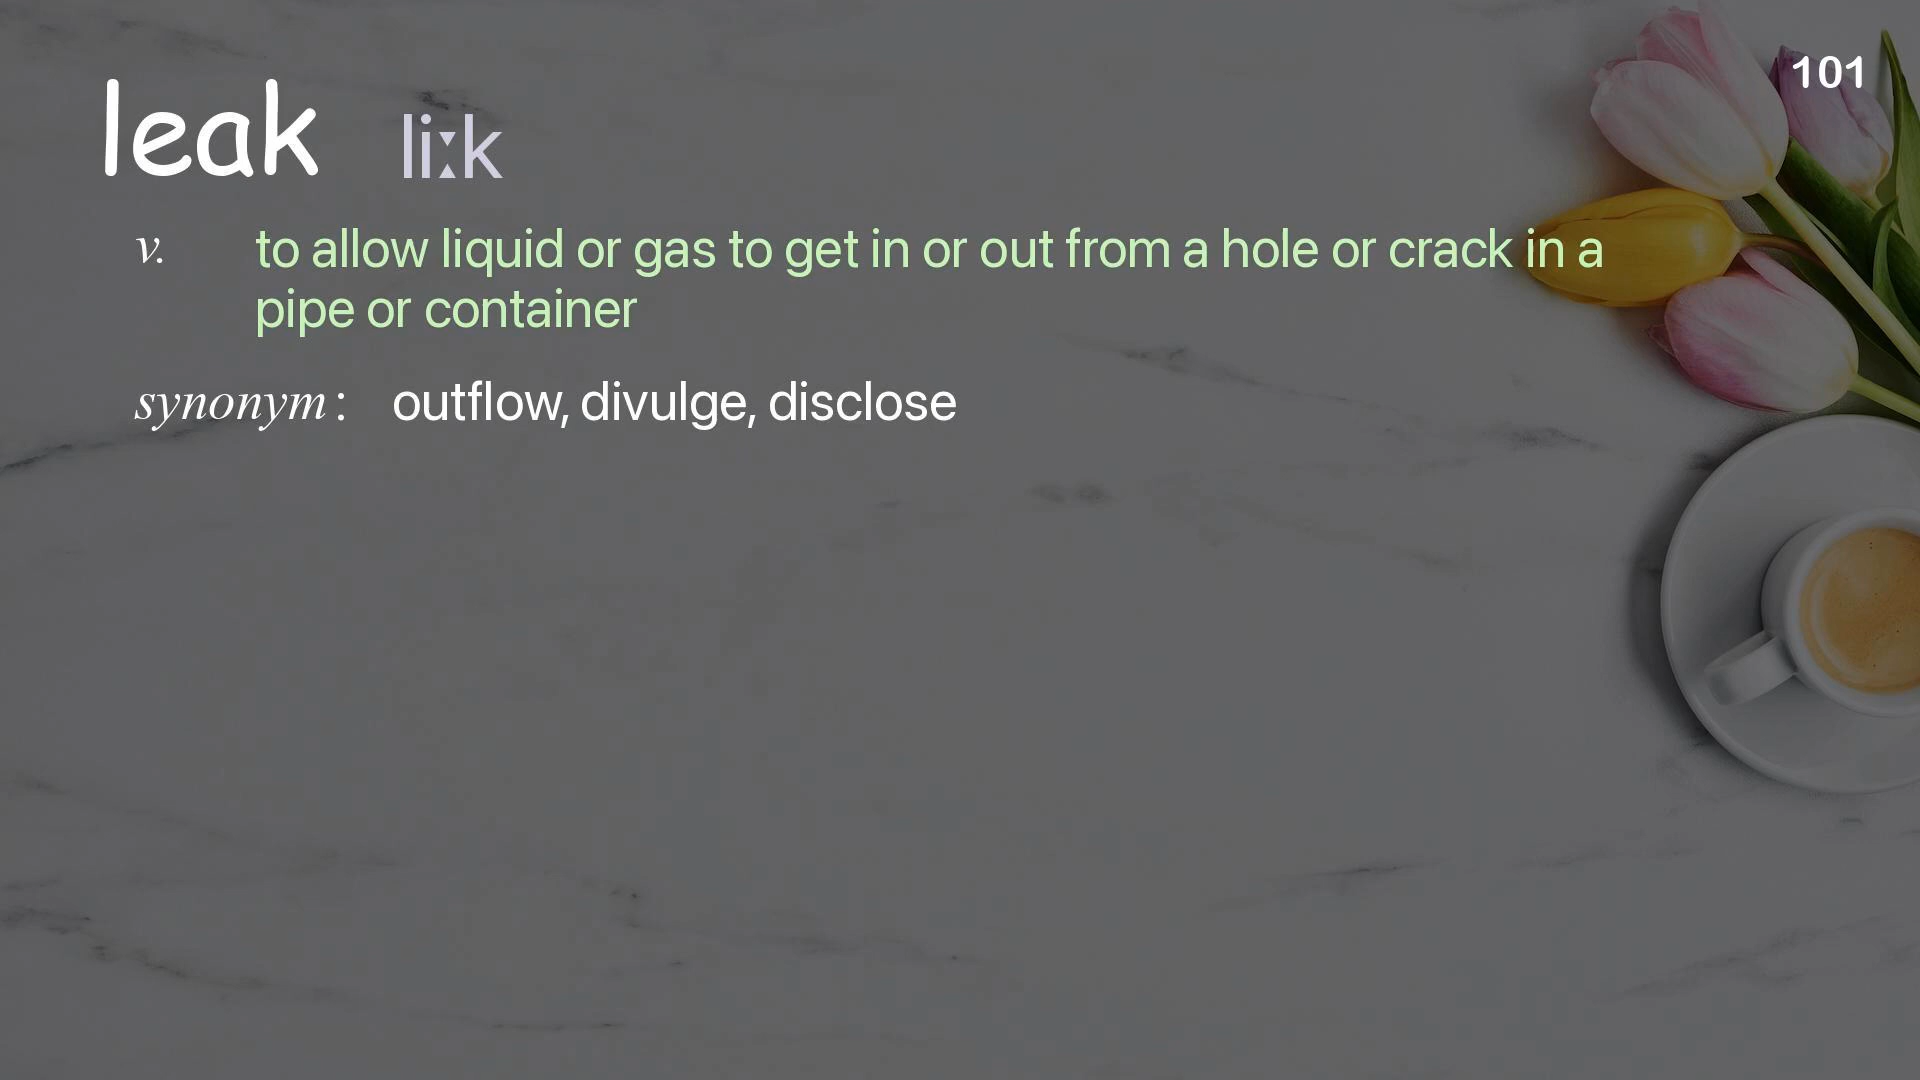 101
leak liːk
v. to allow liquid or gas to get in or out from a hole or crack in a
pipe or container
synonym: outflow, divulge, disclose